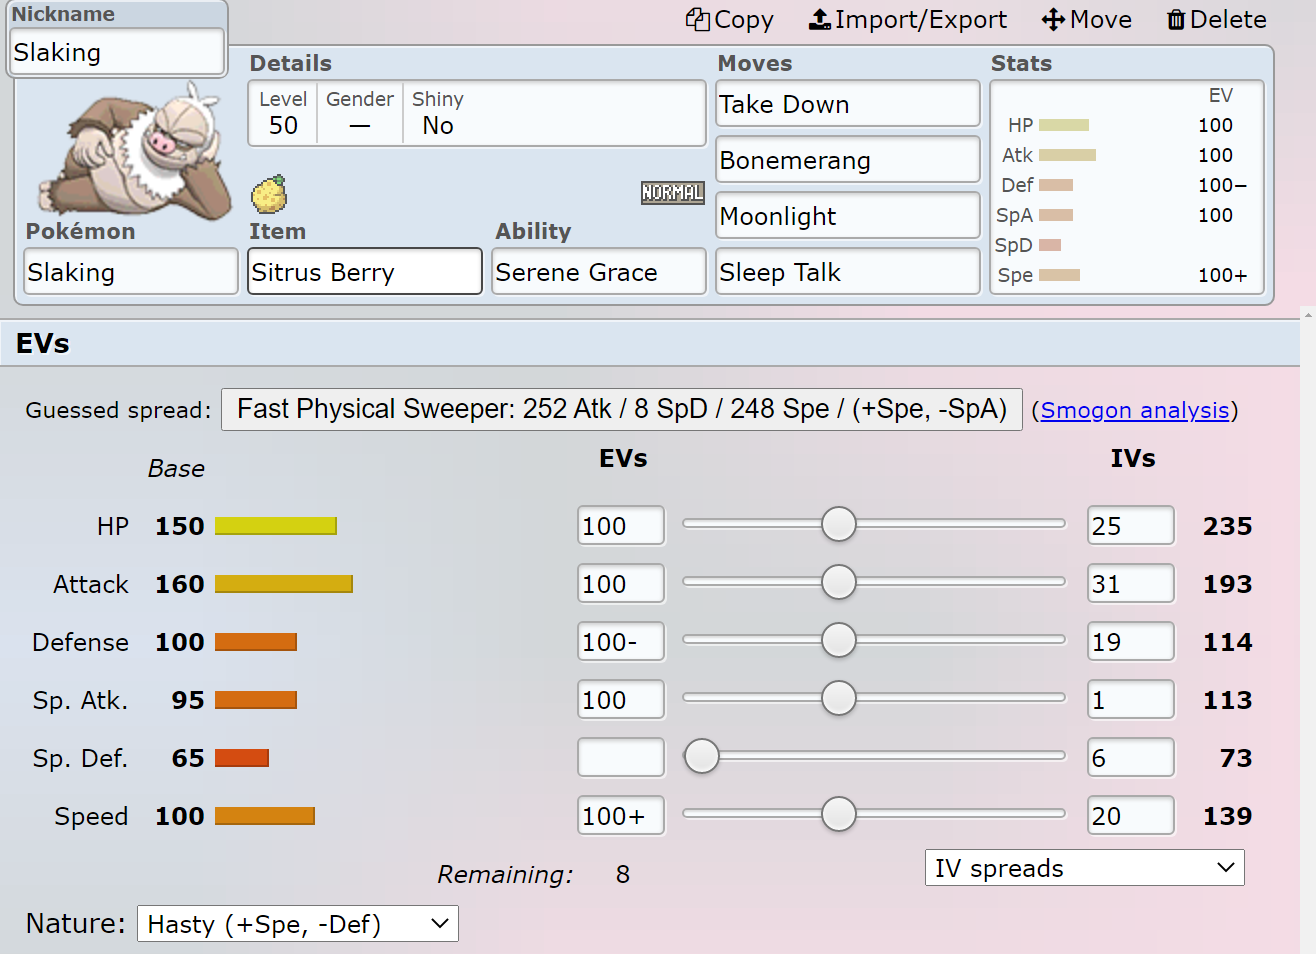 Nickname
Slaking
Copy Import/Export Move Delete
Details
Level Gender Shiny
50 — No
NORMAL
Pokémon
Slaking
Item
Sitrus Berry
Ability
Serene Grace
Moves
Take Down
Bonemerang
Moonlight
Sleep Talk
Stats
EV
HP 100
Atk 100
Def 100−
SpA 100
SpD
Spe 100+
EVs
Guessed spread: Fast Physical Sweeper: 252 Atk / 8 SpD / 248 Spe / (+Spe, -SpA) (Smogon analysis)
Base EVs IVs
HP 150 100 25 235
Attack 160 100 31 193
Defense 100 100- 19 114
Sp. Atk. 95 100 1 113
Sp. Def. 65 6 73
Speed 100 100+ 20 139
Remaining: 8 IV spreads
Nature: Hasty (+Spe, -Def)